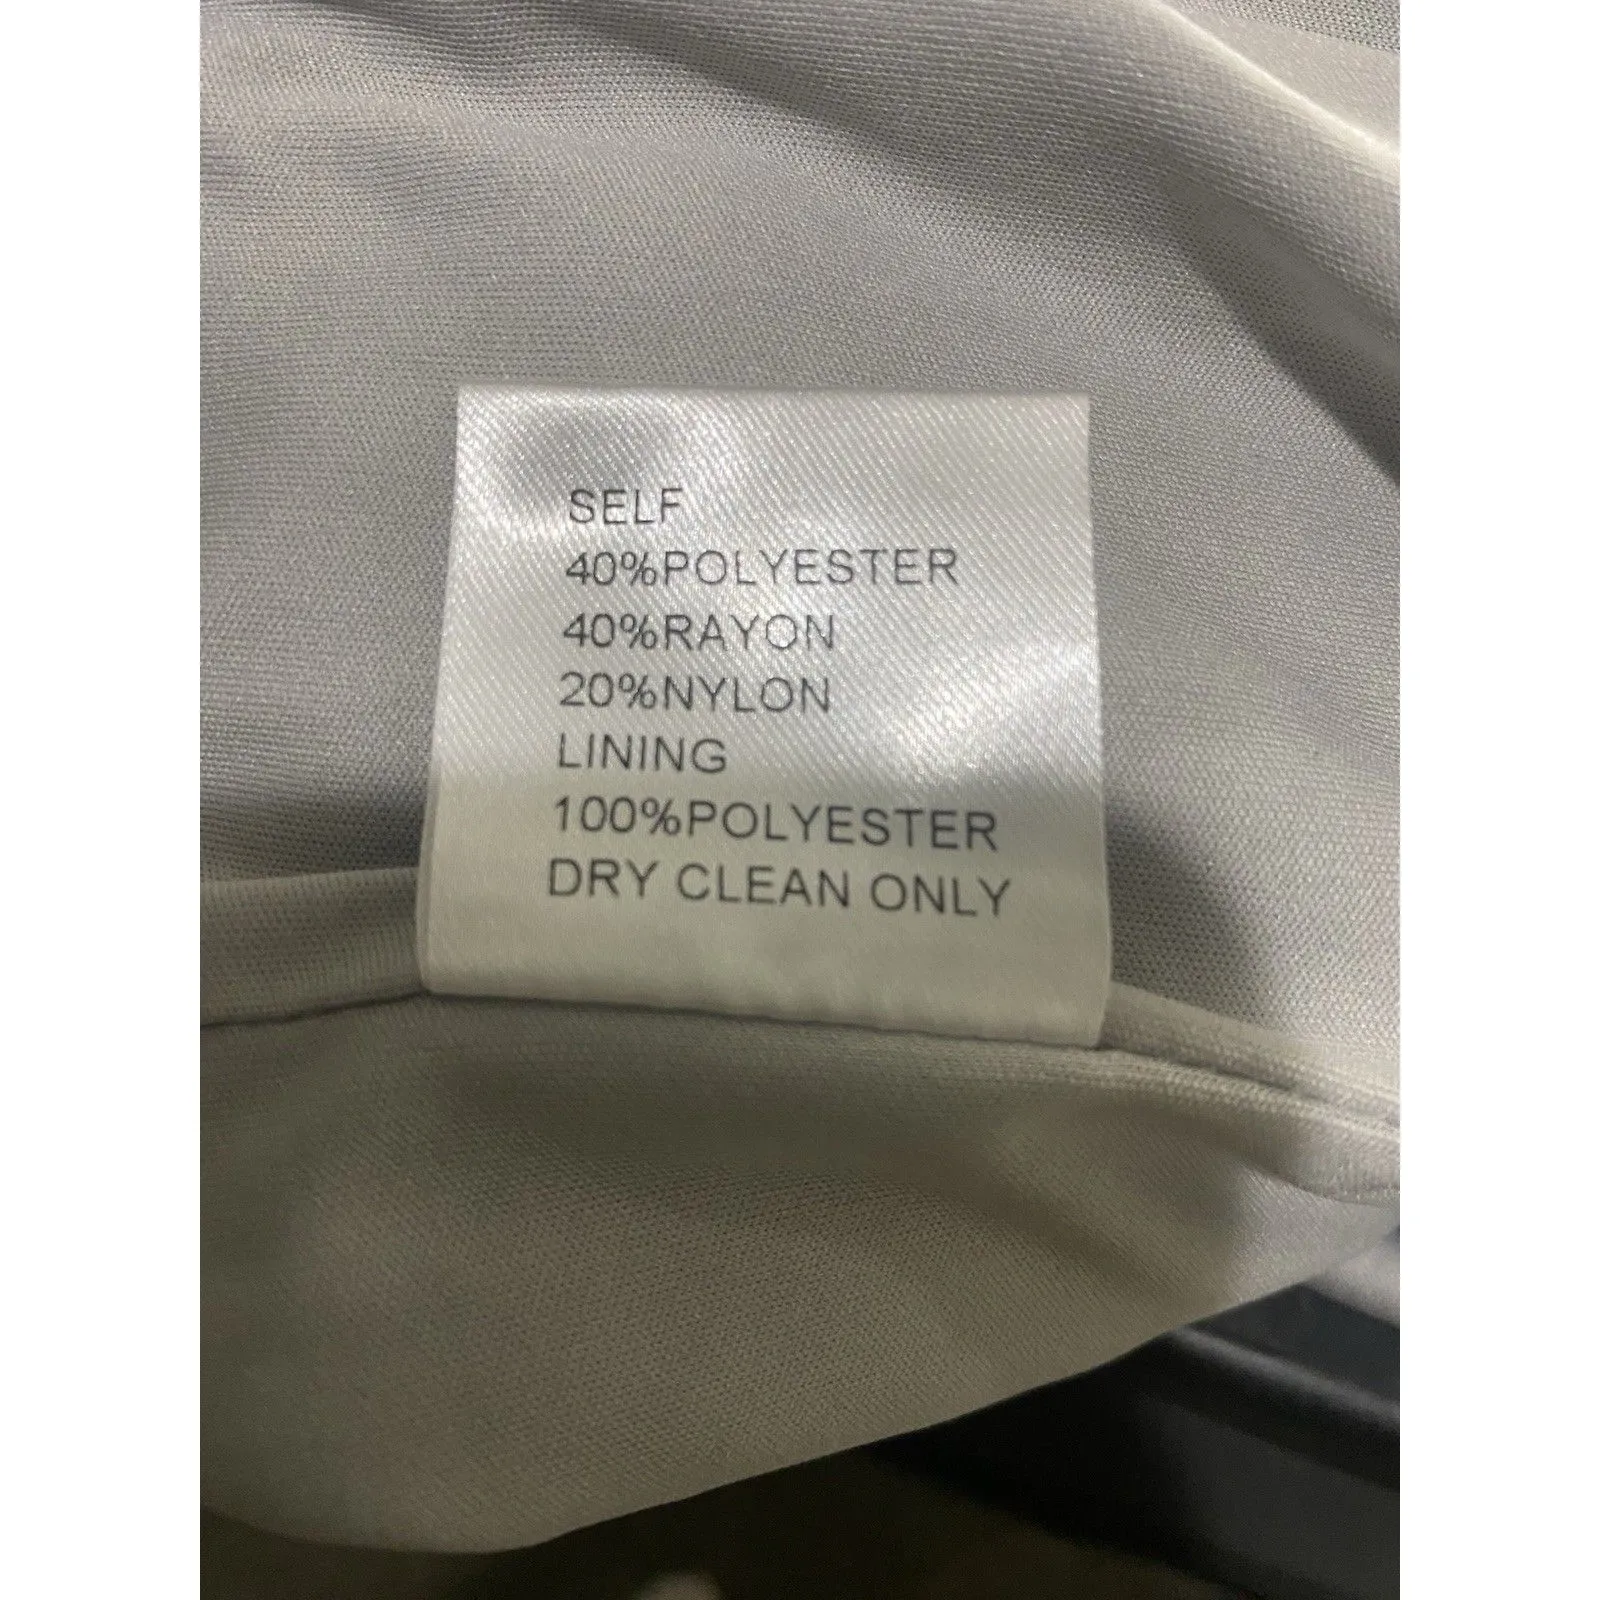 SELF
40%POLYESTER
40%RAYON
20%NYLON
LINING
100%POLYESTER
DRY CLEAN ONLY